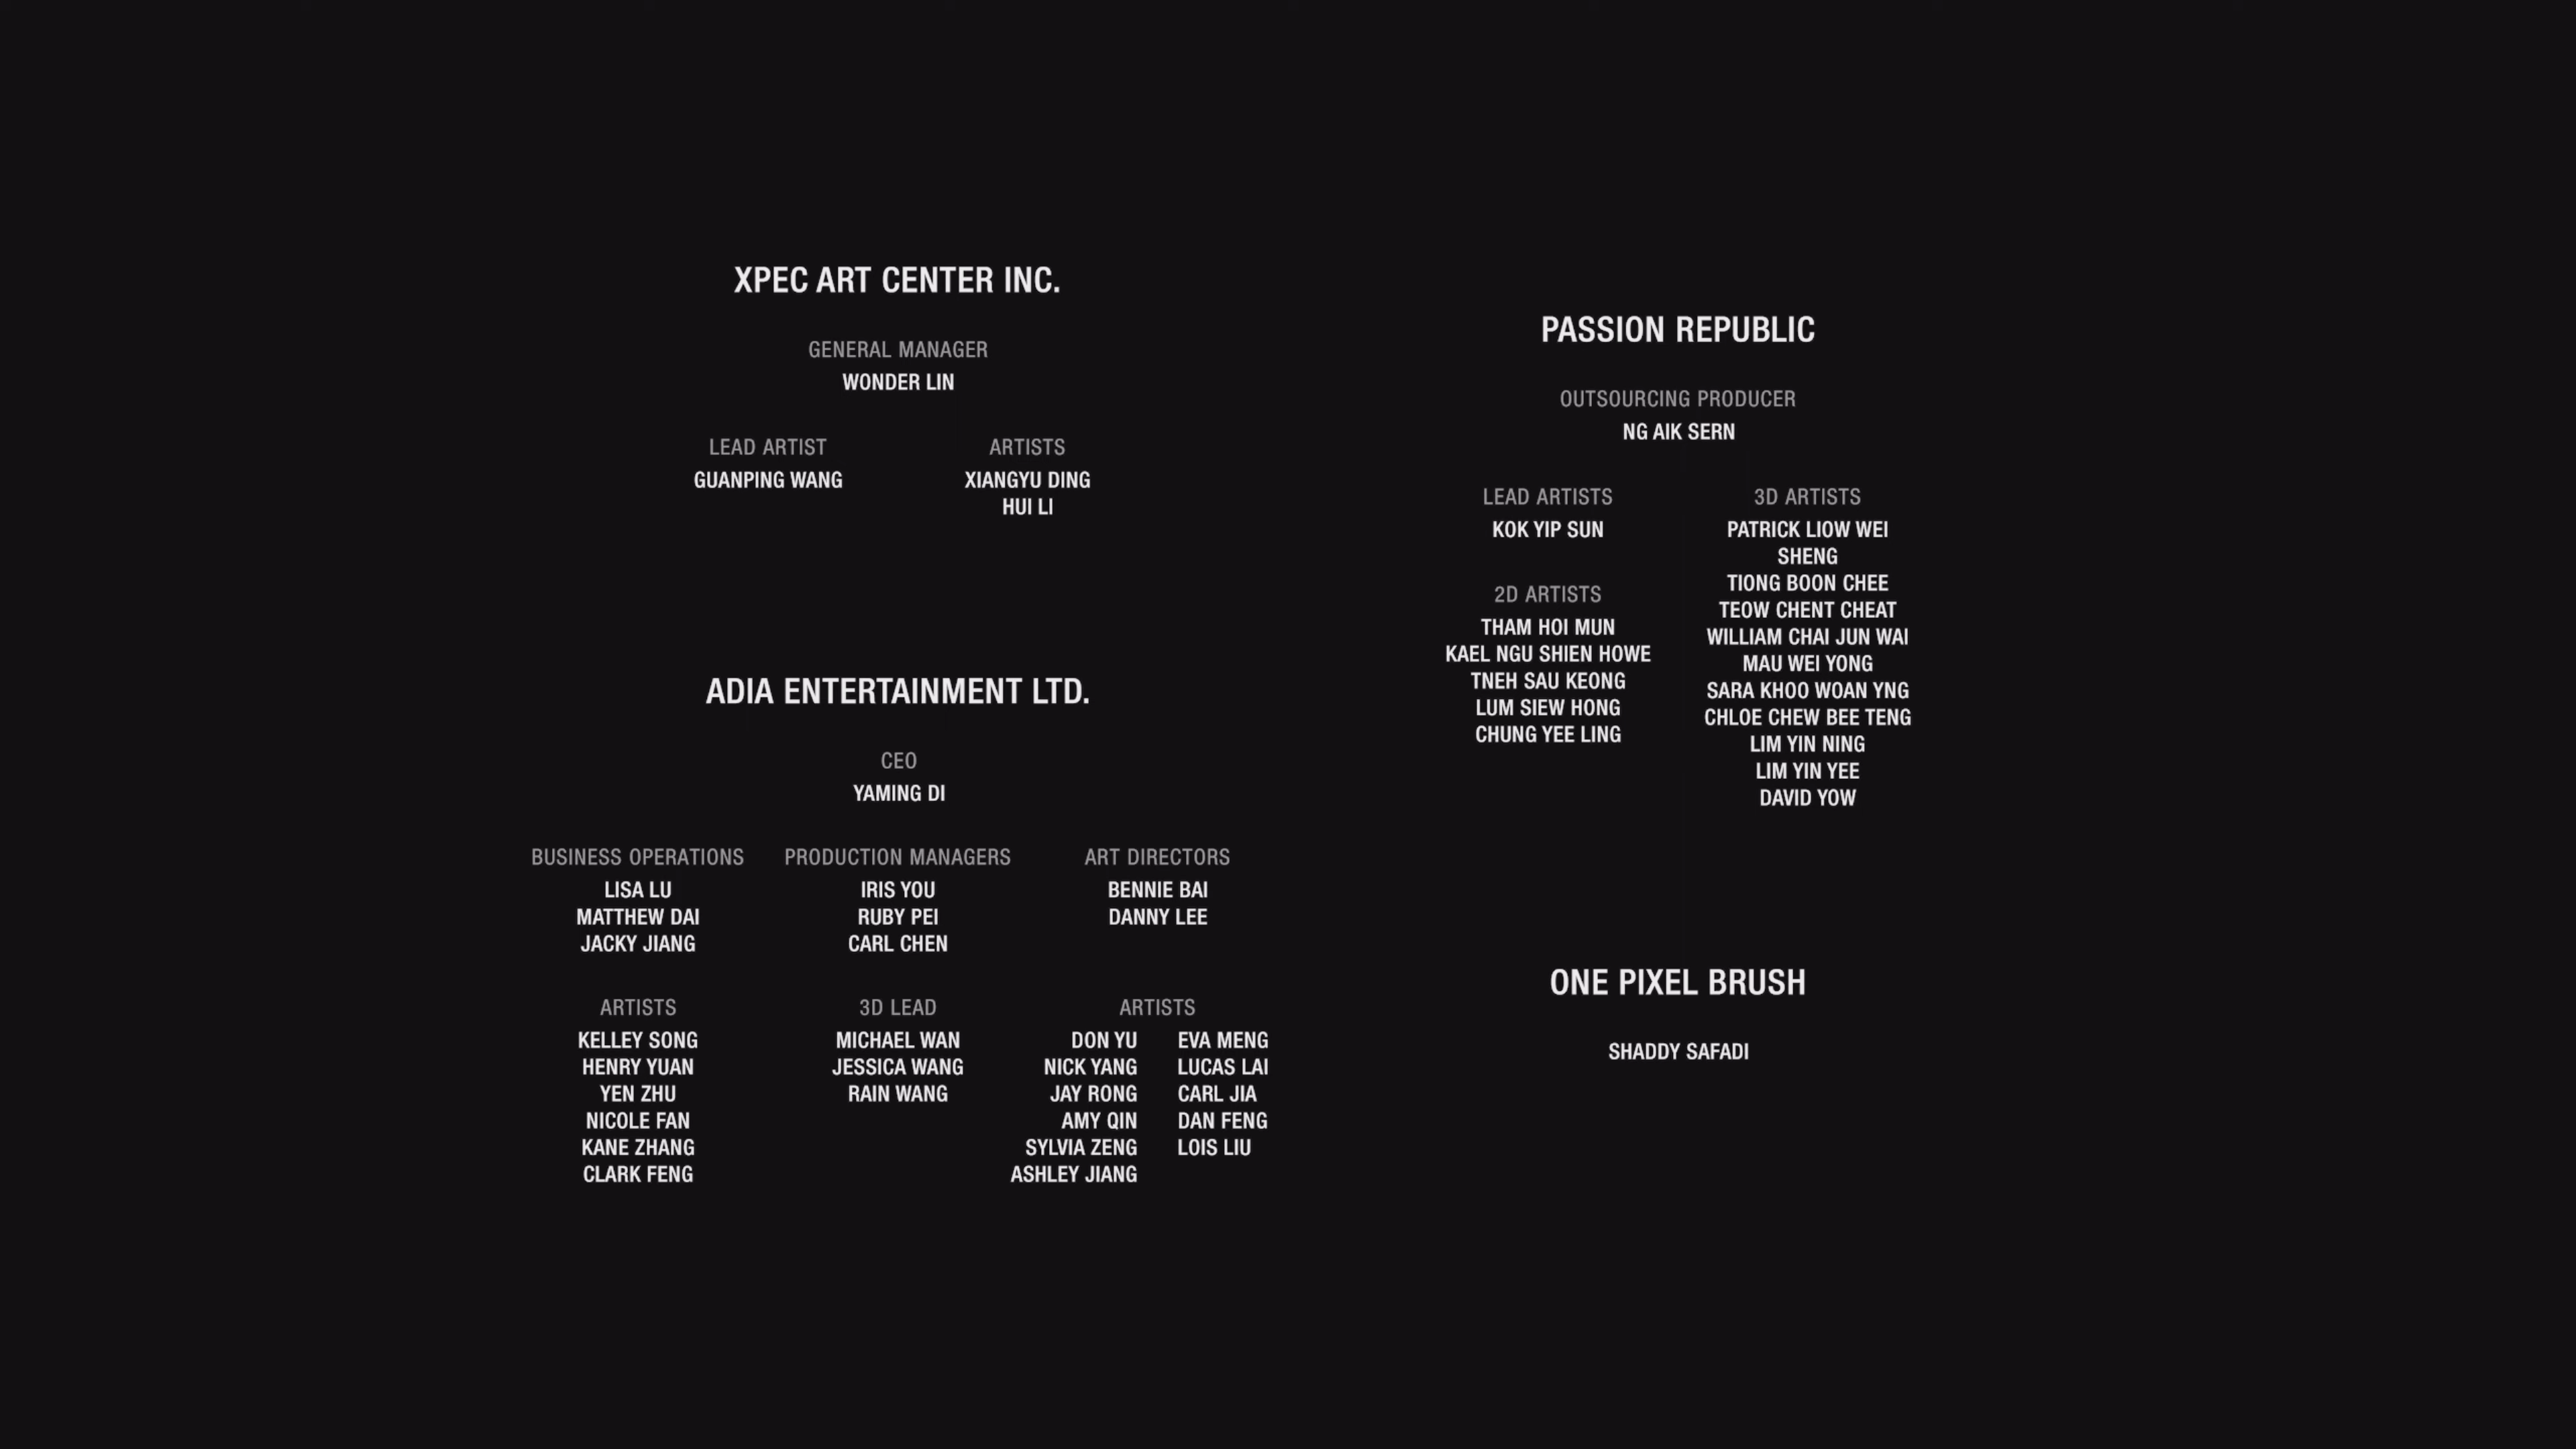 XPEC ART CENTER INC.
GENERAL MANAGER
WONDER LIN
LEAD ARTIST
GUANPING WANG
ARTISTS
XIANGYU DING
HUI LI
ADIA ENTERTAINMENT LTD.
CEO
YAMING DI
BUSINESS OPERATIONS
LISA LU
MATTHEW DAI
JACKY JIANG
PRODUCTION MANAGERS
IRIS YOU
RUBY PEI
CARL CHEN
ART DIRECTORS
BENNIE BAI
DANNY LEE
ARTISTS
KELLEY SONG
HENRY YUAN
YEN ZHU
NICOLE FAN
KANE ZHANG
CLARK FENG
3D LEAD
MICHAEL WAN
JESSICA WANG
RAIN WANG
ARTISTS
DON YU
NICK YANG
JAY RONG
AMY QIN
SYLVIA ZENG
ASHLEY JIANG
EVA MENG
LUCAS LAI
CARL JIA
DAN FENG
LOIS LIU
PASSION REPUBLIC
OUTSOURCING PRODUCER
NG AIK SERN
LEAD ARTISTS
KOK YIP SUN
2D ARTISTS
THAM HOI MUN
KAEL NGU SHIEN HOWE
TNEH SAU KEONG
LUM SIEW HONG
CHUNG YEE LING
3D ARTISTS
PATRICK LIOW WEI
SHENG
TIONG BOON CHEE
TEOW CHENT CHEAT
WILLIAM CHAI JUN WAI
MAU WEI YONG
SARA KHOO WOAN YNG
CHLOE CHEW BEE TENG
LIM YIN NING
LIM YIN YEE
DAVID YOW
ONE PIXEL BRUSH
SHADDY SAFADI